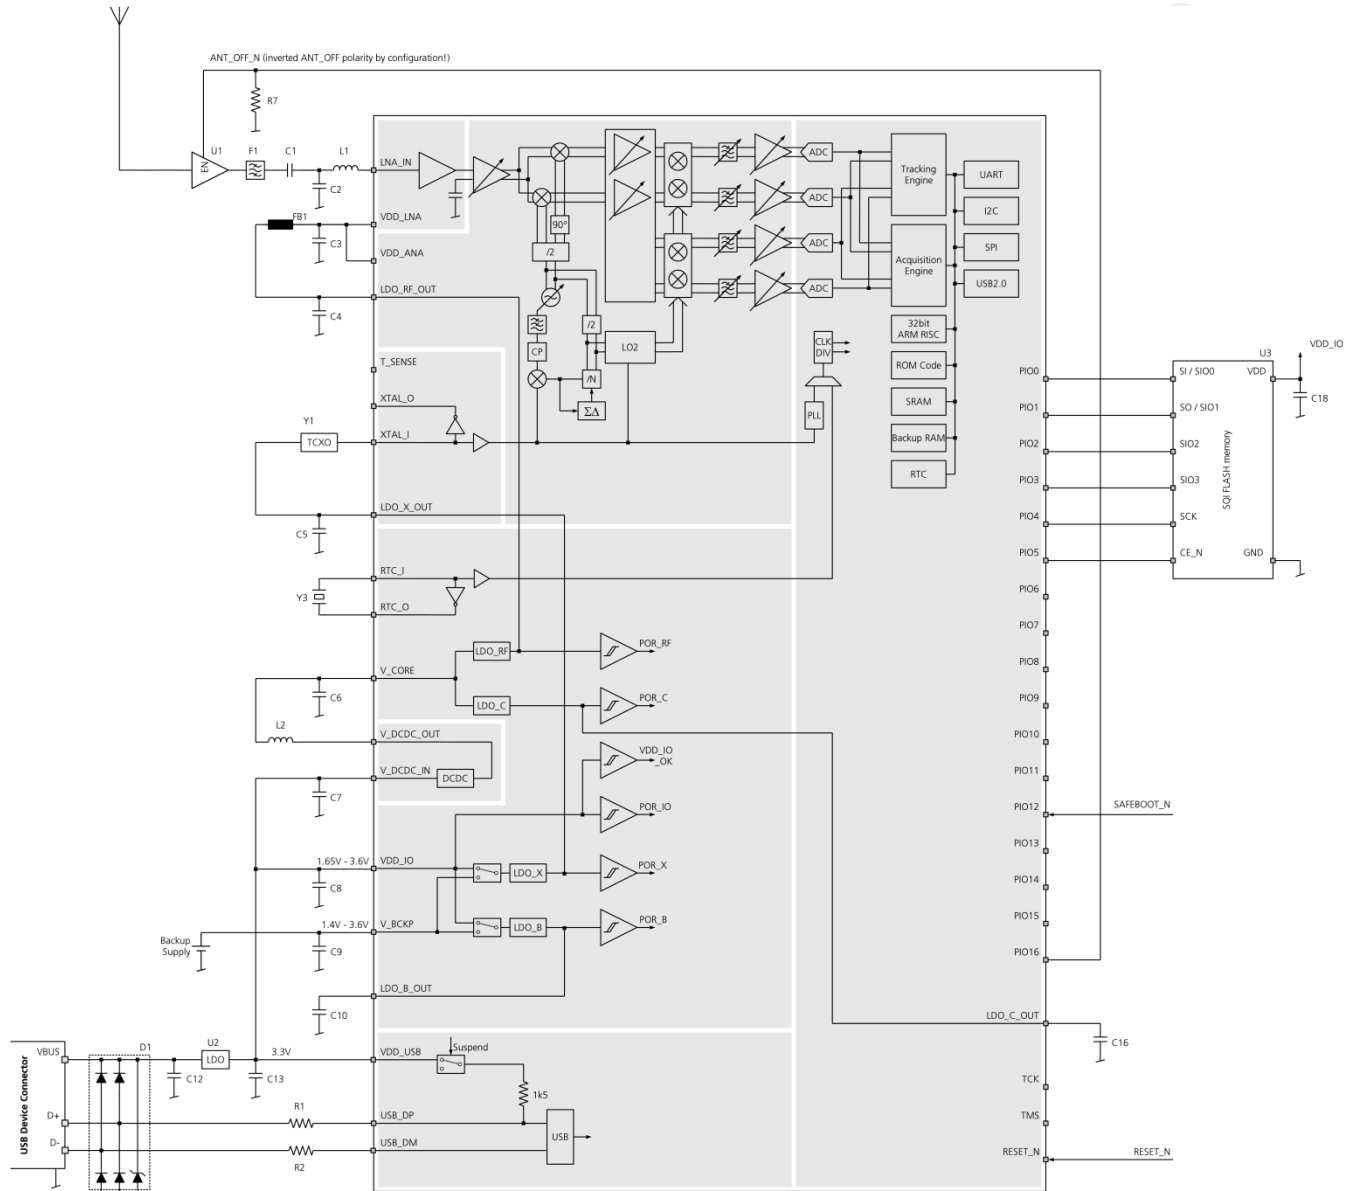 ANT_OFF_N (inverted ANT_OFF polarity by configuration!)
R7
U1
F1
C1
L1
EN
LNA_IN
C2
VDD_LNA
FB1
C3
VDD_ANA
LDO_RF_OUT
C4
90°
/2
/2
CP
LO2
/N
ΣΔ
ADC
ADC
ADC
ADC
CLK
DIV
PLL
Tracking
Engine
Acquisition
Engine
UART
I2C
SPI
USB2.0
32bit
ARM RISC
ROM Code
SRAM
Backup RAM
RTC
T_SENSE
XTAL_O
Y1
TCXO
XTAL_I
LDO_X_OUT
C5
RTC_I
Y3
RTC_O
V_CORE
C6
LDO_RF
POR_RF
LDO_C
POR_C
L2
V_DCDC_OUT
V_DCDC_IN
DCDC
C7
VDD_IO
_OK
POR_IO
1.65V - 3.6V
VDD_IO
C8
LDO_X
POR_X
1.4V - 3.6V
V_BCKP
Backup
Supply
C9
LDO_B
POR_B
LDO_B_OUT
C10
USB Device Connector
VBUS
D+
D-
D1
C12
U2
LDO
3.3V
C13
VDD_USB
Suspend
1k5
R1
USB_DP
USB
USB_DM
R2
PIO0
PIO1
PIO2
PIO3
PIO4
PIO5
PIO6
PIO7
PIO8
PIO9
PIO10
PIO11
PIO12
SAFEBOOT_N
PIO13
PIO14
PIO15
PIO16
LDO_C_OUT
C16
TCK
TMS
RESET_N
RESET_N
U3
VDD_IO
SI / SIO0
VDD
C18
SO / SIO1
SIO2
SIO3
SCK
CE_N
GND
SQI FLASH memory